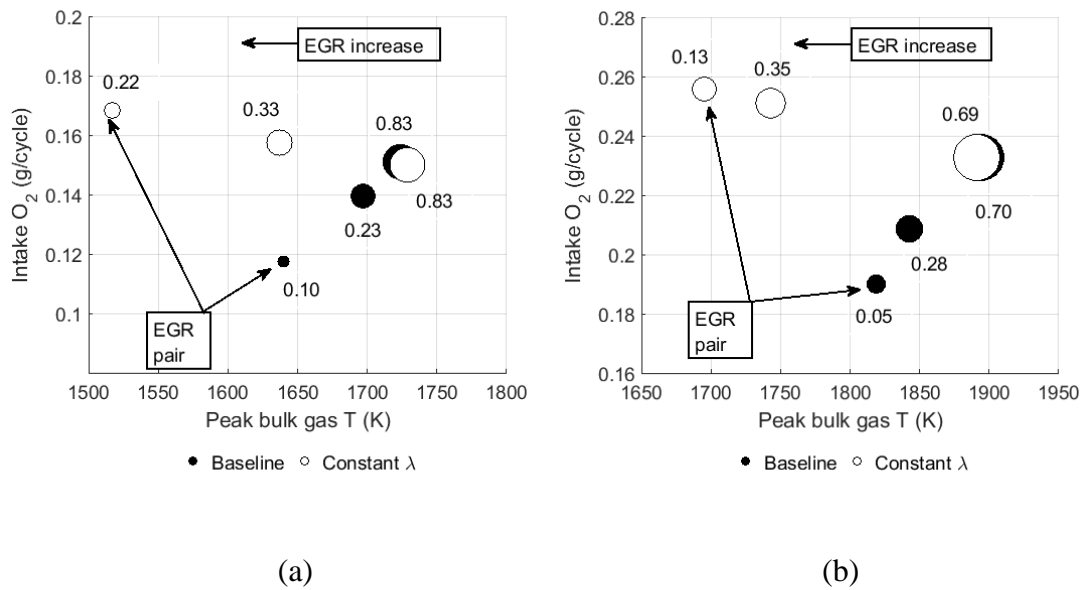 0.2
0.18
0.16
0.14
0.12
0.1
Intake O2 (g/cycle)
EGR increase
0.22
0.33
0.83
0.83
0.23
0.10
EGR
pair
1500 1550 1600 1650 1700 1750 1800
Peak bulk gas T (K)
Baseline Constant λ
(a)
0.28
0.26
0.24
0.22
0.2
0.18
0.16
Intake O2 (g/cycle)
EGR increase
0.13
0.35
0.69
0.70
0.28
0.05
EGR
pair
1650 1700 1750 1800 1850 1900 1950
Peak bulk gas T (K)
Baseline Constant λ
(b)